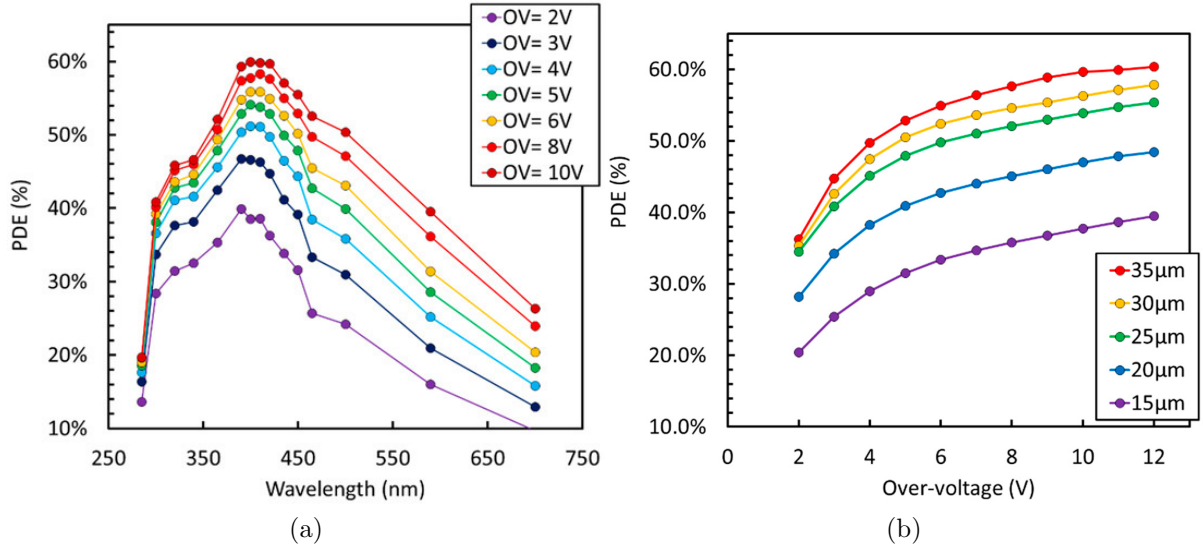 OV= 2V
OV= 3V
OV= 4V
OV= 5V
OV= 6V
OV= 8V
OV= 10V
60%
50%
40%
30%
20%
10%
PDE (%)
250 350 450 550 650 750
Wavelength (nm)
(a)
60.0%
50.0%
40.0%
30.0%
20.0%
10.0%
PDE (%)
35μm
30μm
25μm
20μm
15μm
0 2 4 6 8 10 12
Over-voltage (V)
(b)